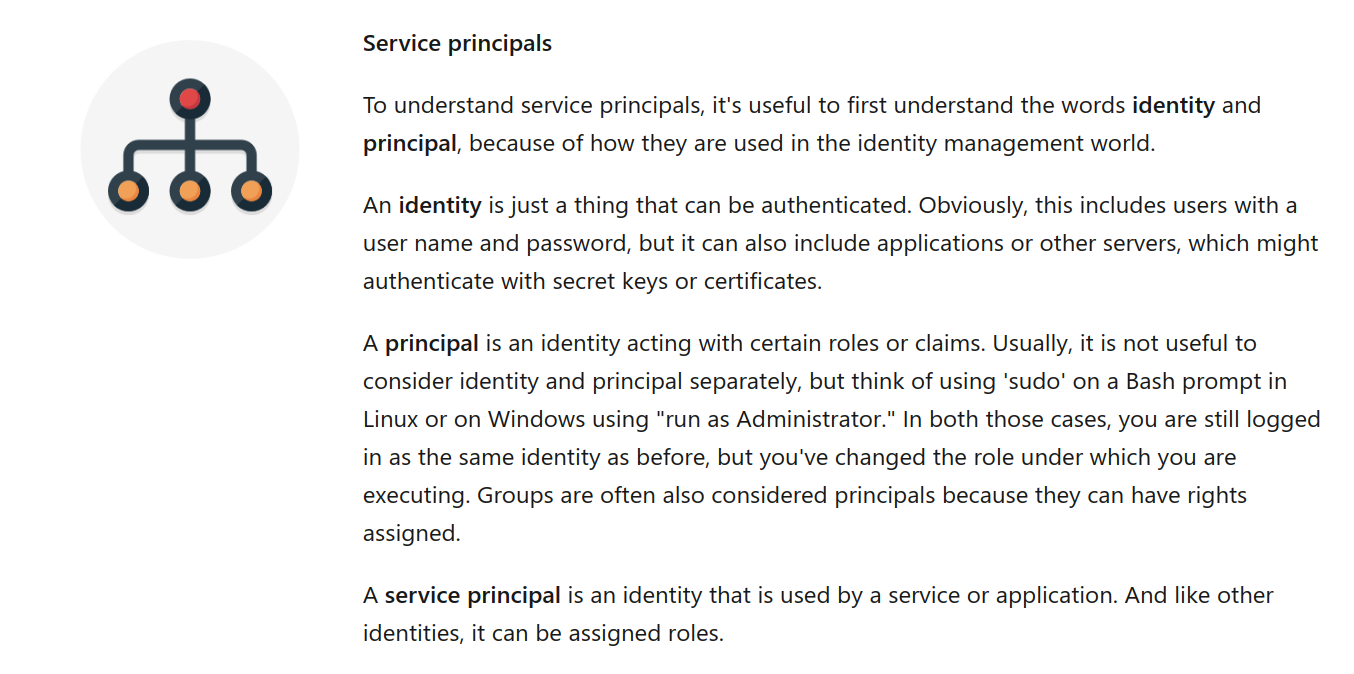 Service principals
To understand service principals, it's useful to first understand the words identity and
principal, because of how they are used in the identity management world.
An identity is just a thing that can be authenticated. Obviously, this includes users with a
user name and password, but it can also include applications or other servers, which might
authenticate with secret keys or certificates.
A principal is an identity acting with certain roles or claims. Usually, it is not useful to
consider identity and principal separately, but think of using 'sudo' on a Bash prompt in
Linux or on Windows using "run as Administrator." In both those cases, you are still logged
in as the same identity as before, but you've changed the role under which you are
executing. Groups are often also considered principals because they can have rights
assigned.
A service principal is an identity that is used by a service or application. And like other
identities, it can be assigned roles.